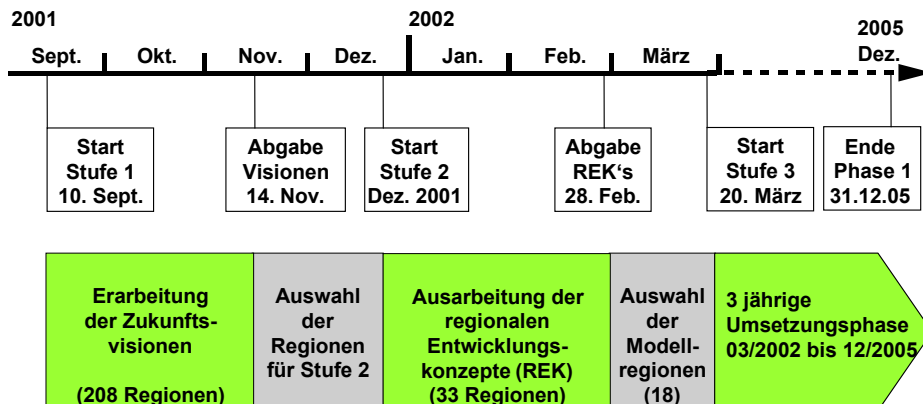 2001
2002
2005
Sept.
Okt.
Nov.
Dez.
Jan.
Feb.
März
Dez.
Start
Stufe 1
10. Sept.
Abgabe
Visionen
14. Nov.
Start
Stufe 2
Dez. 2001
Abgabe
REK‘s
28. Feb.
Start
Stufe 3
20. März
Ende
Phase 1
31.12.05
Erarbeitung
der Zukunfts-
visionen
(208 Regionen)
Auswahl
der
Regionen
für Stufe 2
Ausarbeitung der
regionalen
Entwicklungs-
konzepte (REK)
(33 Regionen)
Auswahl
der
Modell-
regionen
(18)
3 jährige
Umsetzungsphase
03/2002 bis 12/2005